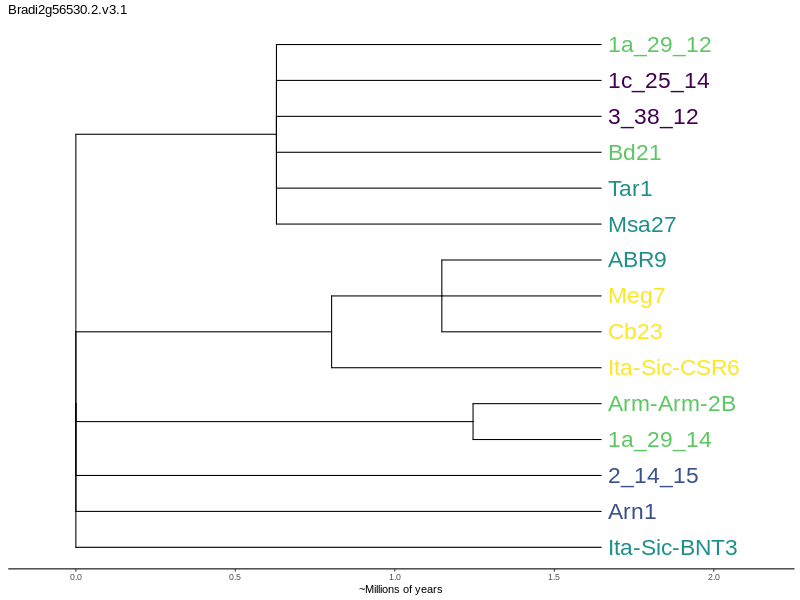 Bradi2g56530.2.v3.1
1a_29_12
1c_25_14
3_38_12
Bd21
Tar1
Msa27
ABR9
Meg7
Cb23
Ita-Sic-CSR6
Arm-Arm-2B
1a_29_14
2_14_15
Arn1
Ita-Sic-BNT3
0.0 0.5 1.0 1.5 2.0
~Millions of years